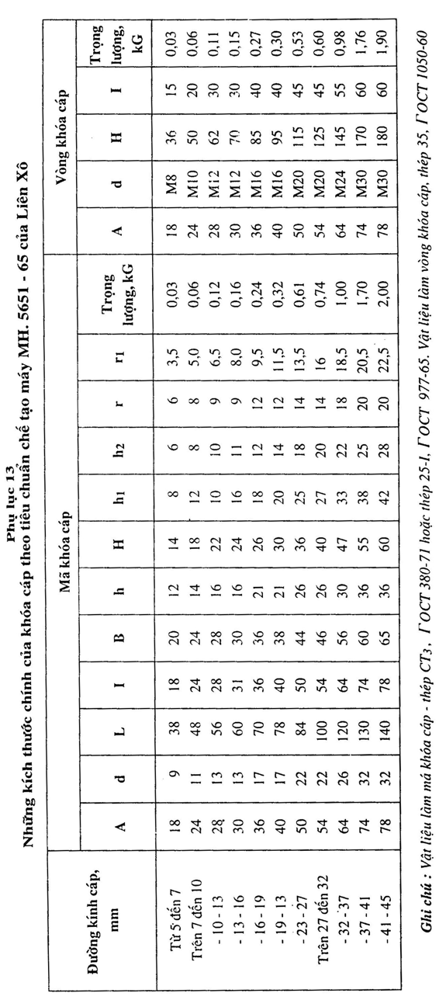 Phụ lục 13
Những kích thước chính của khóa cáp theo tiêu chuẩn chế tạo máy MH. 5651 - 65 của Liên Xô
Đường kính cáp, mm | Mã khóa cáp | Vòng khóa cáp
A | d | L | I | B | h | H | h1 | h2 | r | r1 | Trọng lượng, kG | A | d | H | I | Trọng lượng, kG
Từ 5 đến 7 | 18 | 9 | 38 | 18 | 20 | 12 | 14 | 8 | 6 | 6 | 3,5 | 0,03 | 18 | M8 | 36 | 15 | 0,03
Trên 7 đến 10 | 24 | 11 | 48 | 24 | 24 | 14 | 18 | 12 | 8 | 8 | 5,0 | 0,06 | 24 | M10 | 50 | 20 | 0,06
- 10 - 13 | 28 | 13 | 56 | 28 | 28 | 16 | 22 | 10 | 10 | 9 | 6,5 | 0,12 | 28 | M12 | 62 | 30 | 0,11
- 13 - 16 | 30 | 13 | 60 | 31 | 30 | 16 | 24 | 16 | 11 | 9 | 8,0 | 0,16 | 30 | M12 | 70 | 30 | 0,15
- 16 - 19 | 36 | 17 | 70 | 36 | 36 | 21 | 26 | 18 | 12 | 12 | 9,5 | 0,24 | 36 | M16 | 85 | 40 | 0,27
- 19 - 13 | 40 | 17 | 78 | 40 | 38 | 21 | 30 | 20 | 14 | 12 | 11,5 | 0,32 | 40 | M16 | 95 | 40 | 0,30
- 23 - 27 | 50 | 22 | 84 | 50 | 44 | 26 | 36 | 25 | 18 | 14 | 13,5 | 0,61 | 50 | M20 | 115 | 45 | 0,53
Trên 27 đến 32 | 54 | 22 | 100 | 54 | 46 | 26 | 40 | 27 | 20 | 14 | 16 | 0,74 | 54 | M20 | 125 | 45 | 0,60
- 32 - 37 | 64 | 26 | 120 | 64 | 56 | 30 | 47 | 33 | 22 | 18 | 18,5 | 1,00 | 64 | M24 | 145 | 55 | 0,98
- 37 - 41 | 74 | 32 | 130 | 74 | 60 | 36 | 55 | 38 | 25 | 20 | 20,5 | 1,70 | 74 | M30 | 170 | 60 | 1,76
- 41 - 45 | 78 | 32 | 140 | 78 | 65 | 36 | 60 | 42 | 28 | 20 | 22,5 | 2,00 | 78 | M30 | 180 | 60 | 1,90
Ghi chú : Vật liệu làm má khóa cáp - thép CT3, ГОСТ 380-71 hoặc thép 25-I, ГОСТ 977-65. Vật liệu làm vòng khóa cáp, thép 35, ГОСТ 1050-60